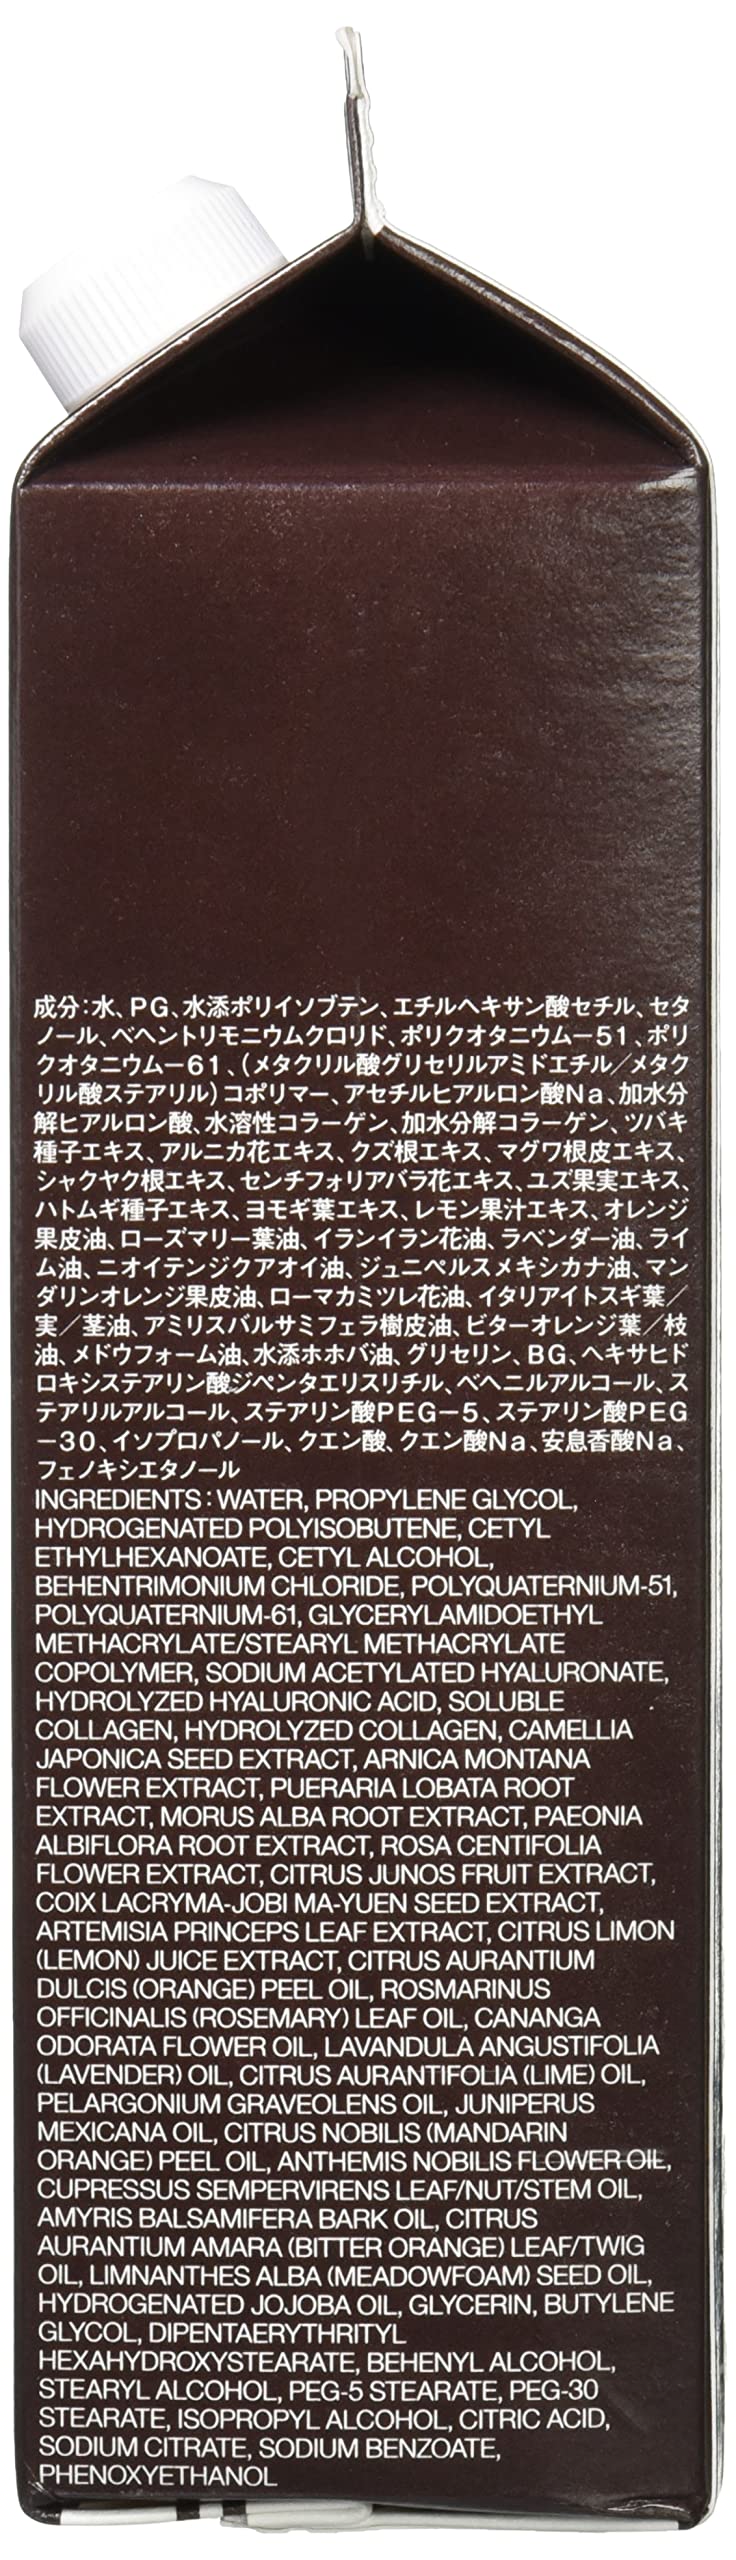 成分:水、PG、水添ポリイソブテン、エチルヘキサン酸セチル、セタ
ノール、ベヘントリモニウムクロリド、ポリクオタニウムー51、ポリ
クオタニウムー61、(メタクリル酸グリセリルアミドエチル/メタク
リル酸ステアリル)コポリマー、アセチルヒアルロン酸Na、加水分
解ヒアルロン酸、水溶性コラーゲン、加水分解コラーゲン、ツバキ
種子エキス、アルニカ花エキス、クズ根エキス、マグワ根皮エキス、
シャクヤク根エキス、センチフォリアバラ花エキス、ユズ果実エキス、
ハトムギ種子エキス、ヨモギ葉エキス、レモン果汁エキス、オレンジ
果皮油、ローズマリー葉油、イランイラン花油、ラベンダー油、ライ
ム油、ニオイテンジクアオイ油、ジュニペルスメキシカナ油、マン
ダリンオレンジ果皮油、ローマカミツレ花油、イタリアイトスギ葉/
実/茎油、アミリスバルサミフェラ樹皮油、ビターオレンジ葉/枝
油、メドウフォーム油、水添ホホバ油、グリセリン、BG、ヘキサヒド
ロキシステアリン酸ジペンタエリスリチル、ベヘニルアルコール、ス
テアリルアルコール、ステアリン酸PEG-5、ステアリン酸PEG
-30、イソプロパノール、クエン酸、クエン酸Na、安息香酸Na、
フェノキシエタノール
INGREDIENTS:WATER, PROPYLENE GLYCOL,
HYDROGENATED POLYISOBUTENE, CETYL
ETHYLHEXANOATE, CETYL ALCOHOL,
BEHENTRIMONIUM CHLORIDE, POLYQUATERNIUM-51,
POLYQUATERNIUM-61, GLYCERYLAMIDOETHYL
METHACRYLATE/STEARYL METHACRYLATE
COPOLYMER, SODIUM ACETYLATED HYALURONATE,
HYDROLYZED HYALURONIC ACID, SOLUBLE
COLLAGEN, HYDROLYZED COLLAGEN, CAMELLIA
JAPONICA SEED EXTRACT, ARNICA MONTANA
FLOWER EXTRACT, PUERARIA LOBATA ROOT
EXTRACT, MORUS ALBA ROOT EXTRACT, PAEONIA
ALBIFLORA ROOT EXTRACT, ROSA CENTIFOLIA
FLOWER EXTRACT, CITRUS JUNOS FRUIT EXTRACT,
COIX LACRYMA-JOBI MA-YUEN SEED EXTRACT,
ARTEMISIA PRINCEPS LEAF EXTRACT, CITRUS LIMON
(LEMON) JUICE EXTRACT, CITRUS AURANTIUM
DULCIS (ORANGE) PEEL OIL, ROSMARINUS
OFFICINALIS (ROSEMARY) LEAF OIL, CANANGA
ODORATA FLOWER OIL, LAVANDULA ANGUSTIFOLIA
(LAVENDER) OIL, CITRUS AURANTIFOLIA (LIME) OIL,
PELARGONIUM GRAVEOLENS OIL, JUNIPERUS
MEXICANA OIL, CITRUS NOBILIS (MANDARIN
ORANGE) PEEL OIL, ANTHEMIS NOBILIS FLOWER OIL,
CUPRESSUS SEMPERVIRENS LEAF/NUT/STEM OIL,
AMYRIS BALSAMIFERA BARK OIL, CITRUS
AURANTIUM AMARA (BITTER ORANGE) LEAF/TWIG
OIL, LIMNANTHES ALBA (MEADOWFOAM) SEED OIL,
HYDROGENATED JOJOBA OIL, GLYCERIN, BUTYLENE
GLYCOL, DIPENTAERYTHRITYL
HEXAHYDROXYSTEARATE, BEHENYL ALCOHOL,
STEARYL ALCOHOL, PEG-5 STEARATE, PEG-30
STEARATE, ISOPROPYL ALCOHOL, CITRIC ACID,
SODIUM CITRATE, SODIUM BENZOATE,
PHENOXYETHANOL